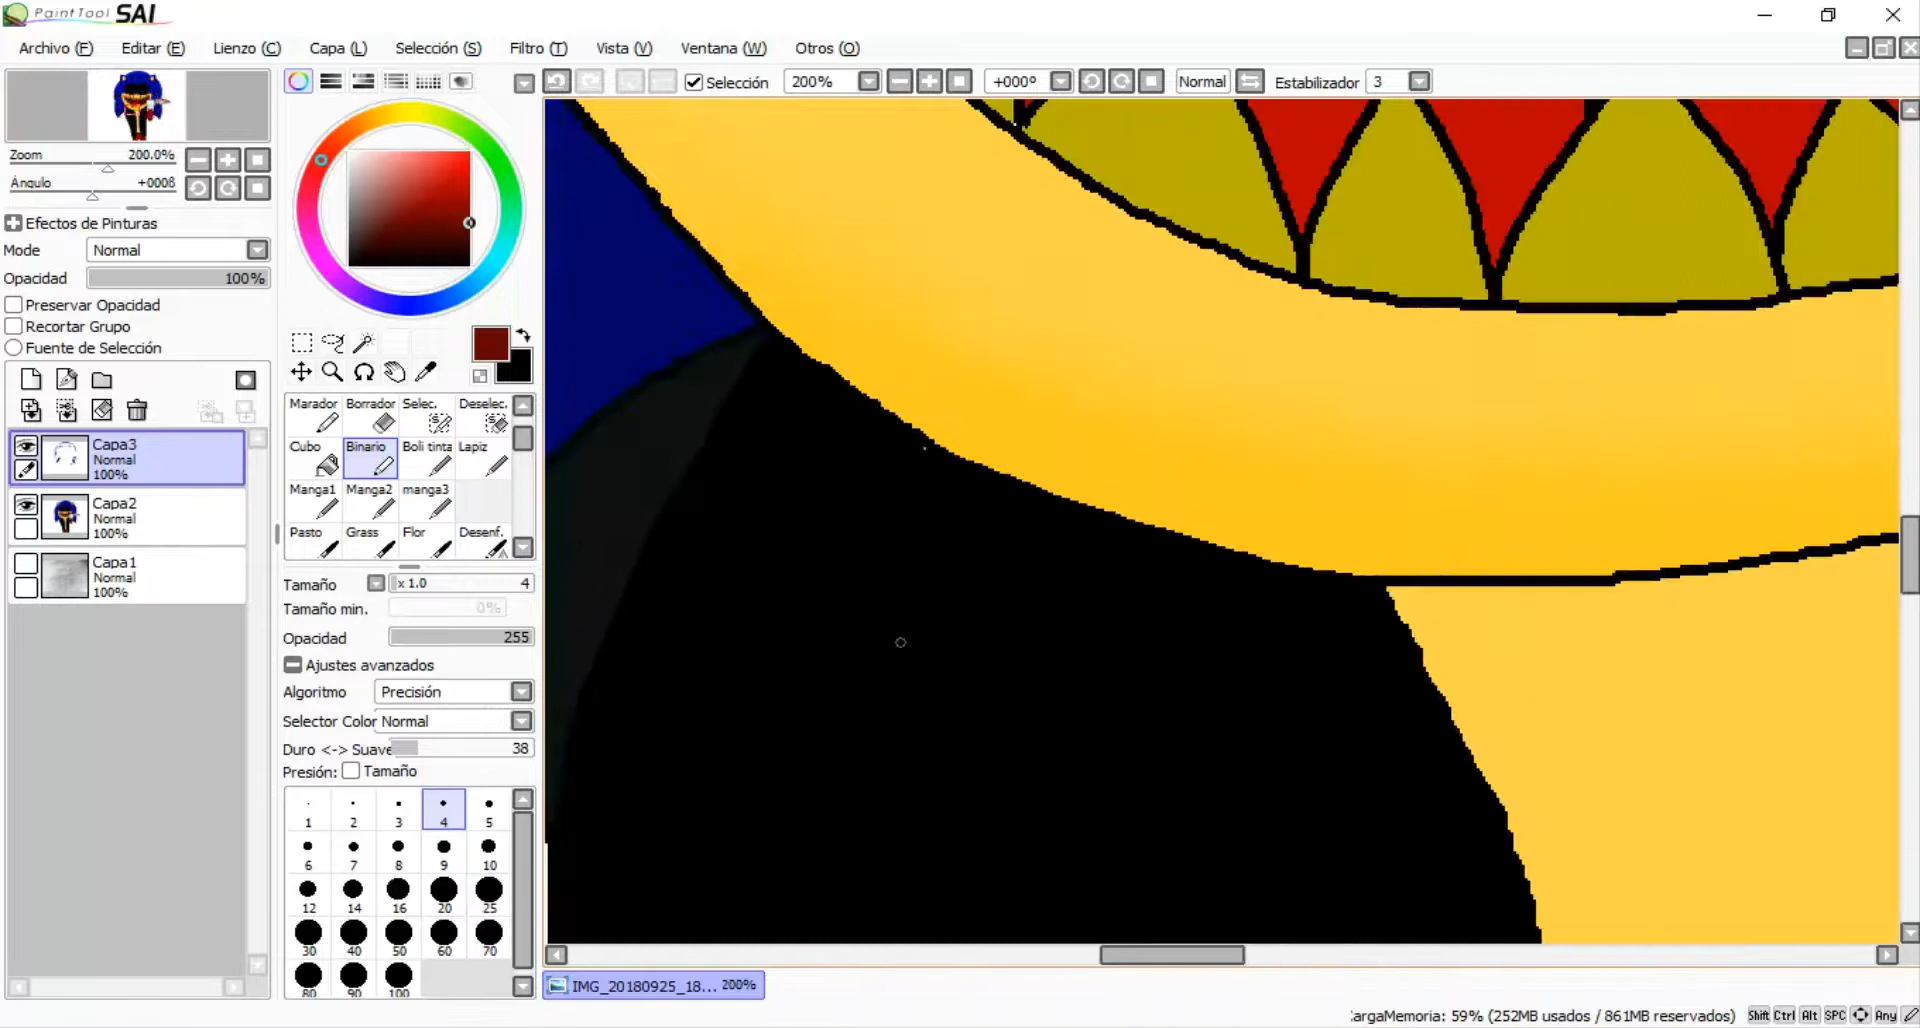 PaintTool SAI
Archivo (F) Editar (E) Lienzo (C) Capa (L) Selección (S) Filtro (T) Vista (V) Ventana (W) Otros (O)
Selección 200% +000º Normal Estabilizador 3
Zoom 200.0%
Ángulo +000ß
Efectos de Pinturas
Mode Normal
Opacidad 100%
Preservar Opacidad
Recortar Grupo
Fuente de Selección
Capa3
Normal
100%
Capa2
Normal
100%
Capa1
Normal
100%
Marador Borrador Selec. Deselec.
Cubo Binario Boli tinta Lapiz
Manga1 Manga2 manga3
Pasto Grass Flor Desenf.
Tamaño x 1.0 4
Tamaño min. 0%
Opacidad 255
Ajustes avanzados
Algoritmo Precisión
Selector Color Normal
Duro <-> Suave 38
Presión: Tamaño
1 2 3 4 5
6 7 8 9 10
12 14 16 20 25
30 40 50 60 70
80 90 100
IMG_20180925_18... 200%
CargaMemoria: 59% (252MB usados / 861MB reservados) Shift Ctrl Alt SPC Any